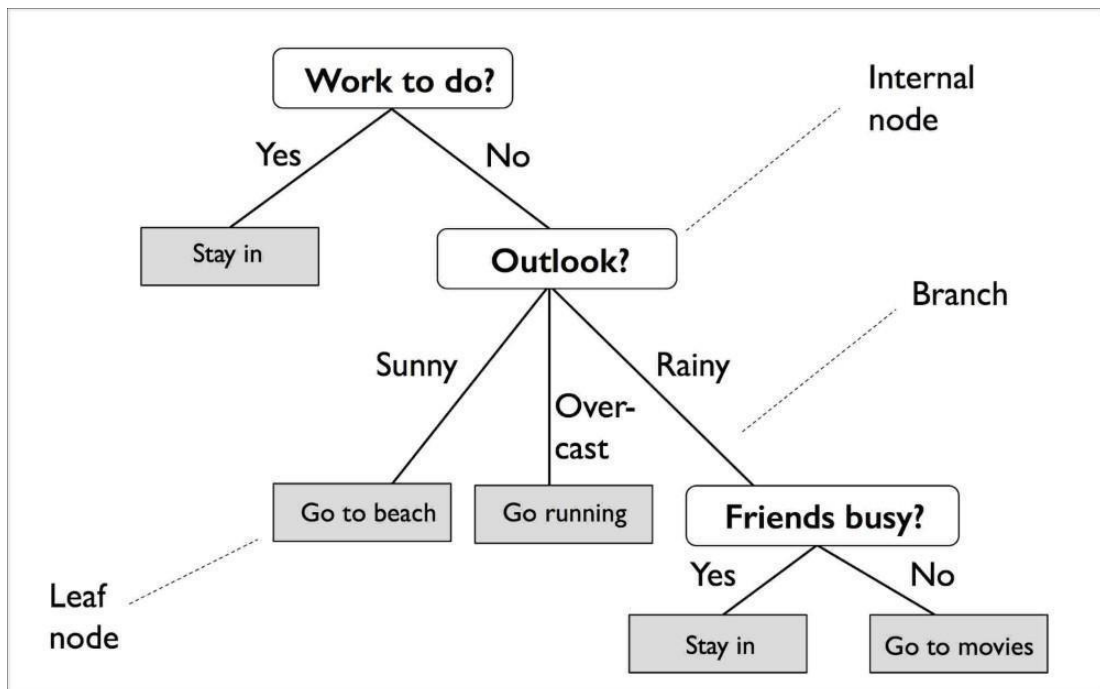 Work to do?
Internal
node
Yes
No
Stay in
Outlook?
Branch
Sunny
Rainy
Over-
cast
Go to beach
Go running
Friends busy?
Yes
No
Leaf
node
Stay in
Go to movies